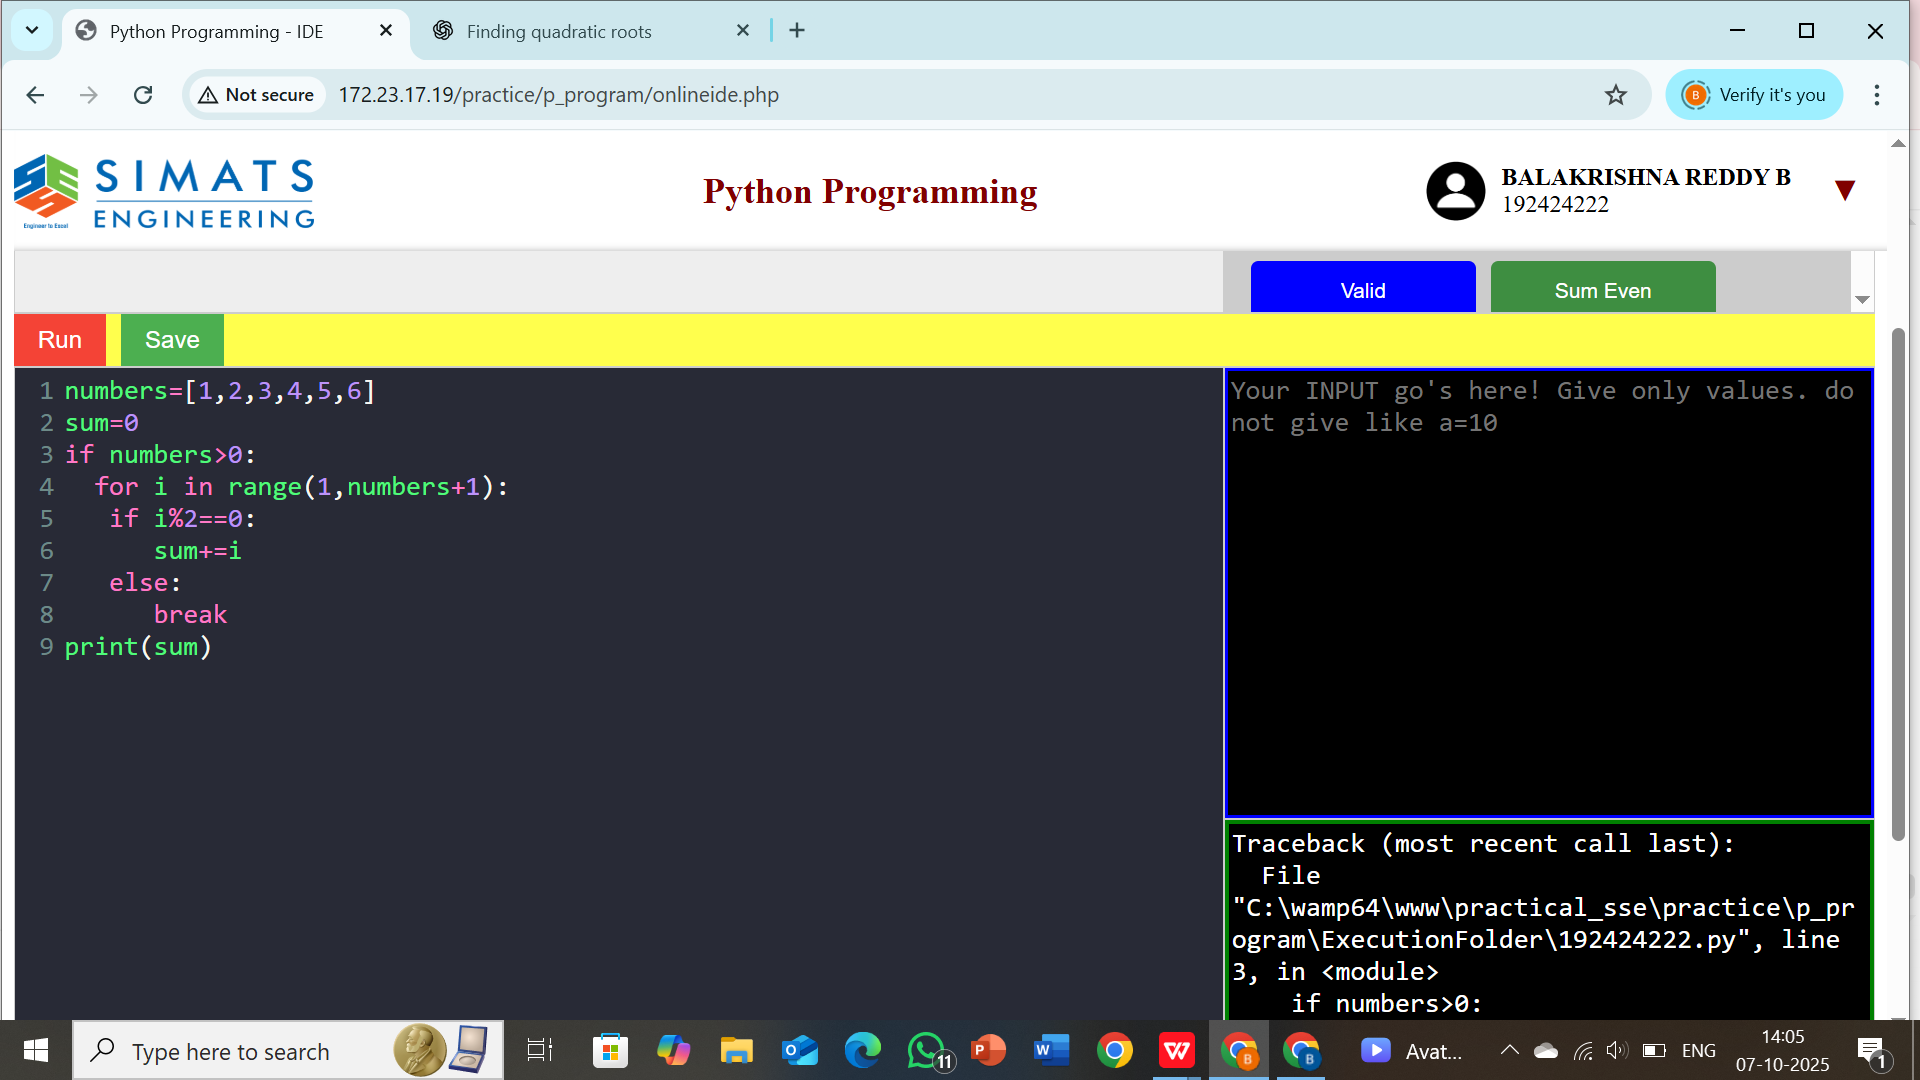 Python Programming - IDE
Finding quadratic roots
Not secure
172.23.17.19/practice/p_program/onlineide.php
Verify it's you
SIMATS
ENGINEERING
Engineer to Excel
Python Programming
BALAKRISHNA REDDY B
192424222
Valid
Sum Even
Run
Save
1 numbers=[1,2,3,4,5,6]
2 sum=0
3 if numbers>0:
4   for i in range(1,numbers+1):
5    if i%2==0:
6       sum+=i
7    else:
8       break
9 print(sum)
Your INPUT go's here! Give only values. do
not give like a=10
Traceback (most recent call last):
  File
"C:\wamp64\www\practical_sse\practice\p_pr
ogram\ExecutionFolder\192424222.py", line
3, in <module>
    if numbers>0:
Type here to search
11
Avat...
ENG
14:05
07-10-2025
1